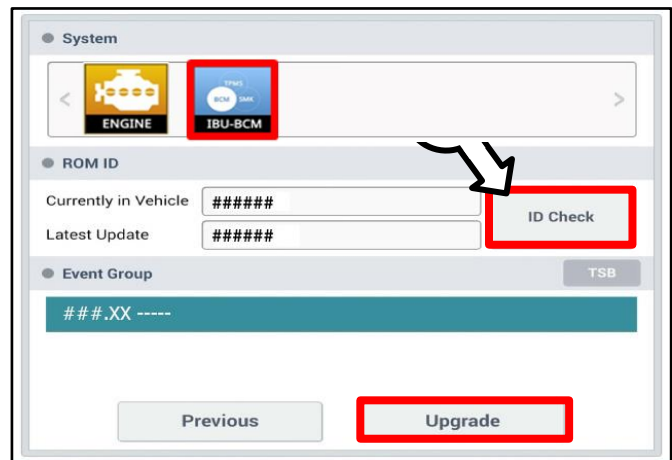 System
TPMS
BCM SMK
< ENGINE IBU-BCM >
ROM ID
Currently in Vehicle ######
ID Check
Latest Update ######
Event Group TSB
###.XX -----
Previous Upgrade